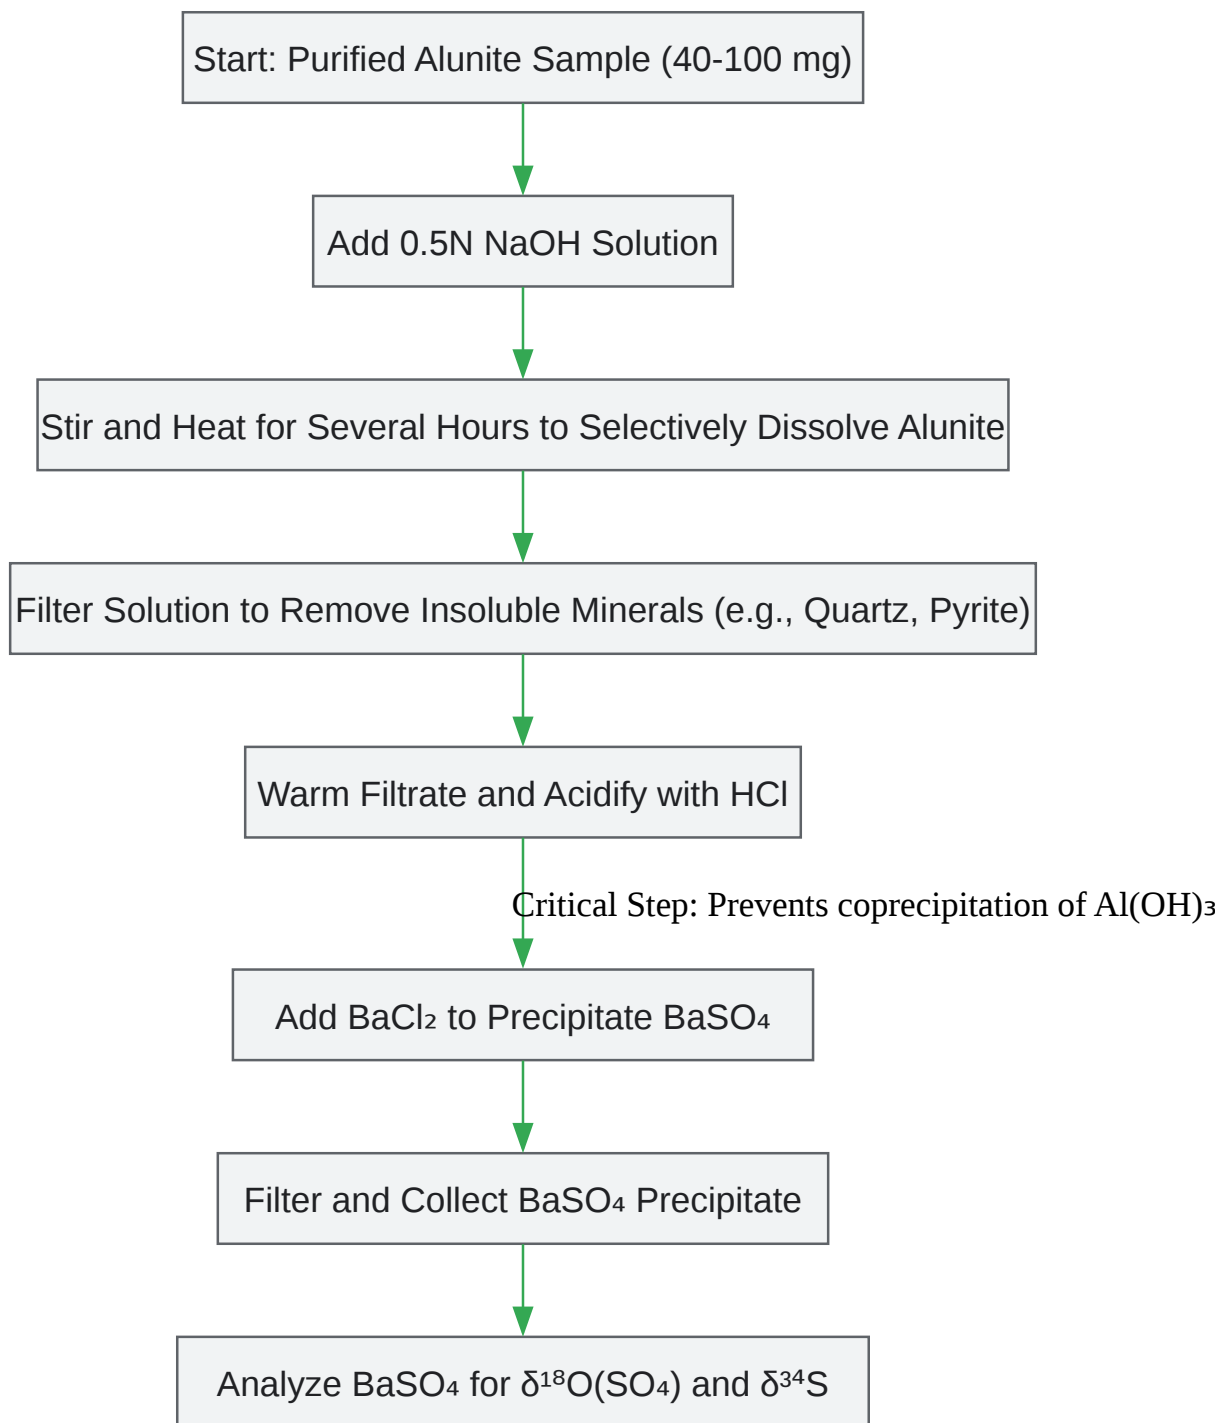 Start: Purified Alunite Sample (40-100 mg)
Add 0.5N NaOH Solution
Stir and Heat for Several Hours to Selectively Dissolve Alunite
Filter Solution to Remove Insoluble Minerals (e.g., Quartz, Pyrite)
Warm Filtrate and Acidify with HCl
Critical Step: Prevents coprecipitation of Al(OH)₃
Add BaCl₂ to Precipitate BaSO₄
Filter and Collect BaSO₄ Precipitate
Analyze BaSO₄ for δ¹⁸O(SO₄) and δ³⁴S